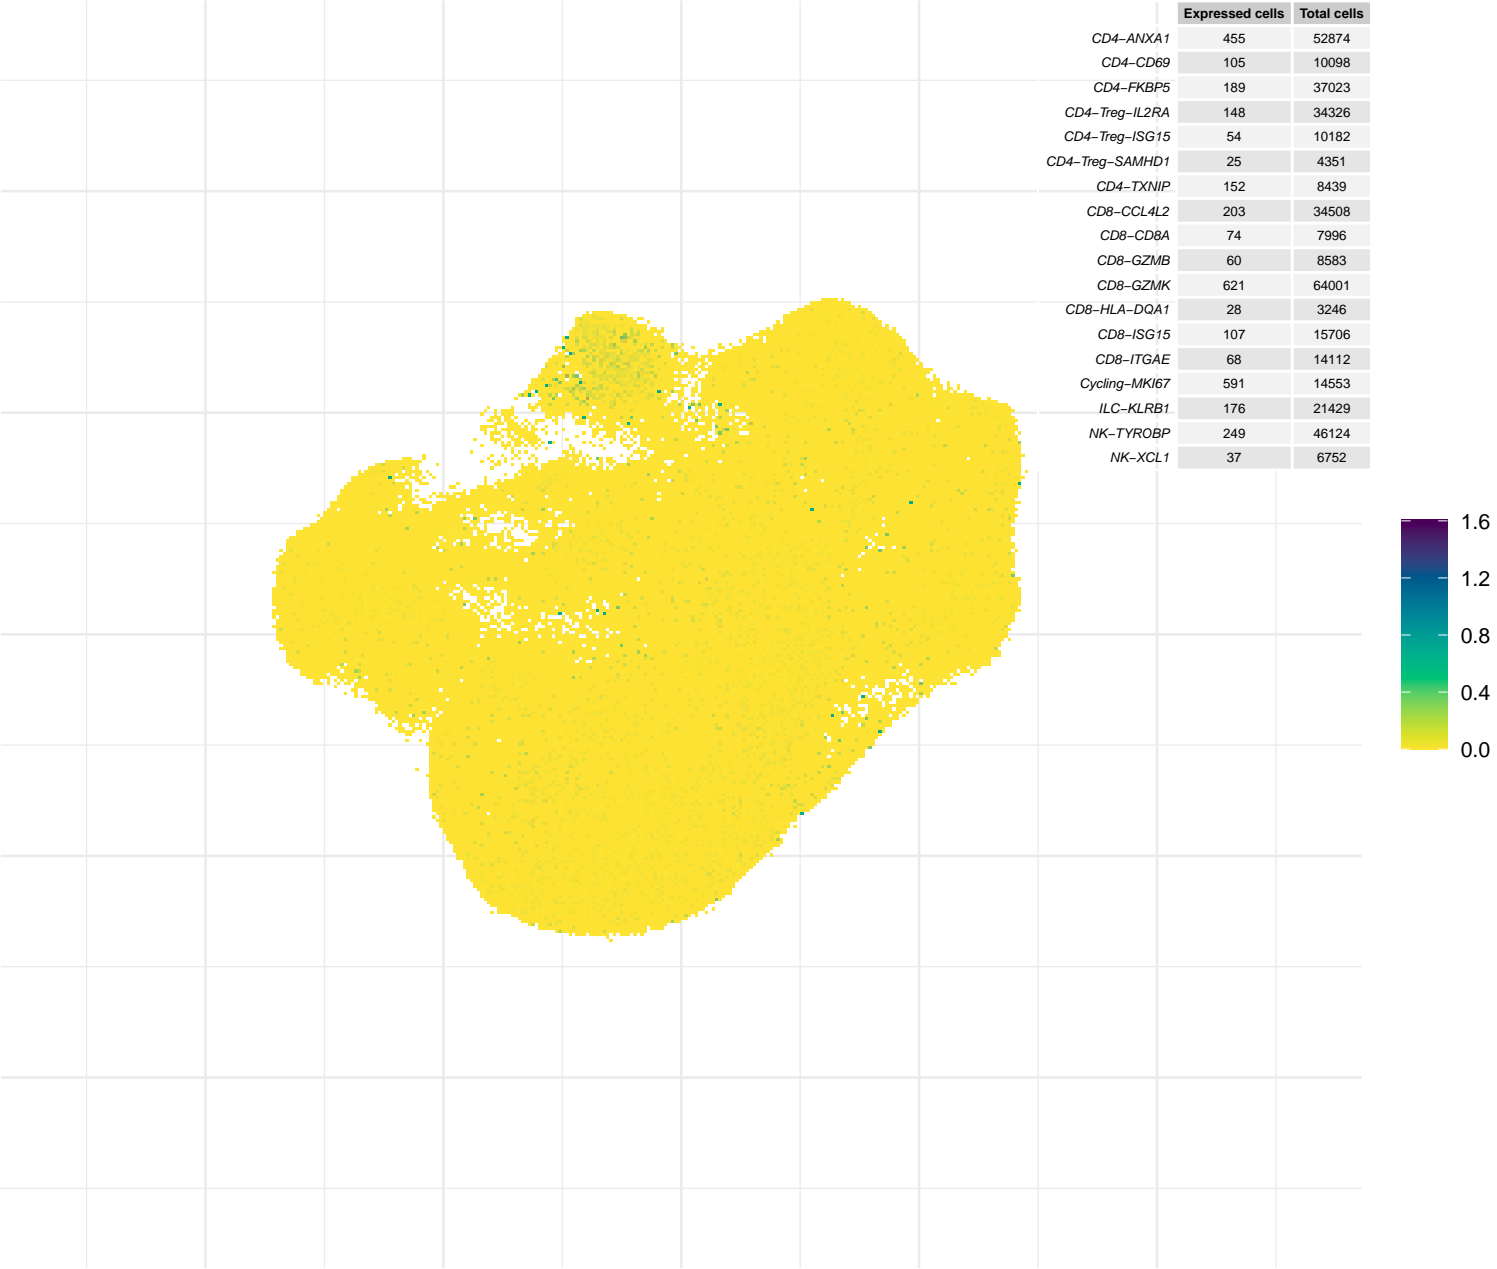 Expressed cells Total cells
CD4−ANXA1 455 52874
CD4−CD69 105 10098
CD4−FKBP5 189 37023
CD4−Treg−IL2RA 148 34326
CD4−Treg−ISG15 54 10182
CD4−Treg−SAMHD1 25 4351
CD4−TXNIP 152 8439
CD8−CCL4L2 203 34508
CD8−CD8A 74 7996
CD8−GZMB 60 8583
CD8−GZMK 621 64001
CD8−HLA−DQA1 28 3246
CD8−ISG15 107 15706
CD8−ITGAE 68 14112
Cycling−MKI67 591 14553
ILC−KLRB1 176 21429
NK−TYROBP 249 46124
NK−XCL1 37 6752
1.6
1.2
0.8
0.4
0.0